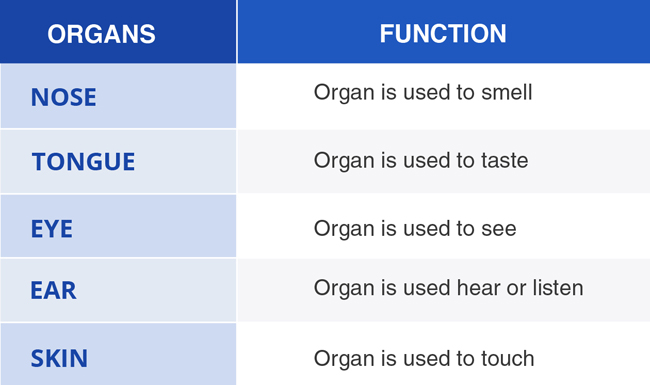 ORGANS FUNCTION
NOSE Organ is used to smell
TONGUE Organ is used to taste
EYE Organ is used to see
EAR Organ is used hear or listen
SKIN Organ is used to touch